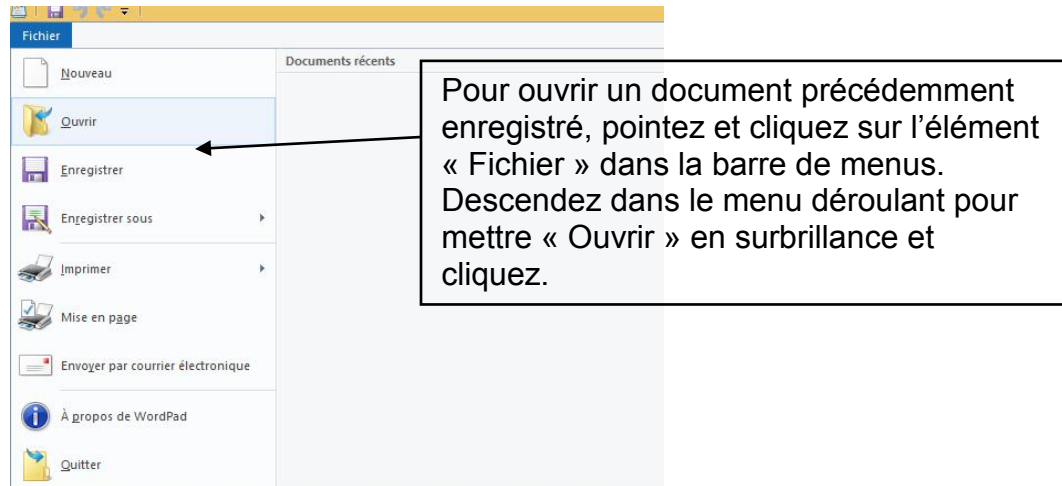 Fichier
Documents récents
Nouveau
Ouvrir
Enregistrer
Enregistrer sous
Imprimer
Mise en page
Envoyer par courrier électronique
À propos de WordPad
Quitter
Pour ouvrir un document précédemment
enregistré, pointez et cliquez sur l’élément
« Fichier » dans la barre de menus.
Descendez dans le menu déroulant pour
mettre « Ouvrir » en surbrillance et
cliquez.